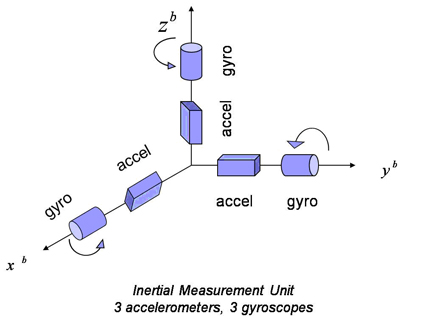 z b
gyro
accel
accel
gyro
y b
accel
gyro
x b
Inertial Measurement Unit
3 accelerometers, 3 gyroscopes